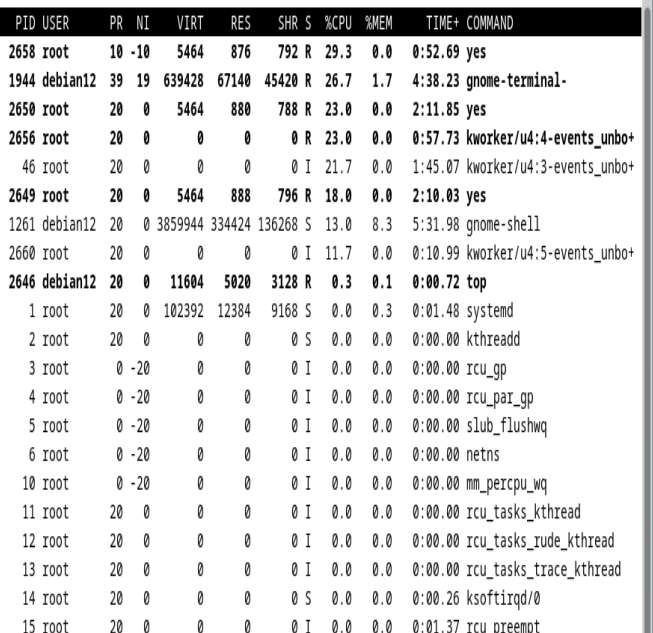 PID USER PR NI VIRT RES SHR S %CPU %MEM TIME+ COMMAND
2658 root 10 -10 5464 876 792 R 29.3 0.0 0:52.69 yes
1944 debian12 39 19 639428 67140 45420 R 26.7 1.7 4:38.23 gnome-terminal-
2650 root 20 0 5464 880 788 R 23.0 0.0 2:11.85 yes
2656 root 20 0 0 0 0 R 23.0 0.0 0:57.73 kworker/u4:4-events_unbo+
46 root 20 0 0 0 0 I 21.7 0.0 1:45.07 kworker/u4:3-events_unbo+
2649 root 20 0 5464 888 796 R 18.0 0.0 2:10.03 yes
1261 debian12 20 0 3859944 334424 136268 S 13.0 8.3 5:31.98 gnome-shell
2660 root 20 0 0 0 0 I 11.7 0.0 0:10.99 kworker/u4:5-events_unbo+
2646 debian12 20 0 11604 5020 3128 R 0.3 0.1 0:00.72 top
1 root 20 0 102392 12384 9168 S 0.0 0.3 0:01.48 systemd
2 root 20 0 0 0 0 S 0.0 0.0 0:00.00 kthreadd
3 root 0 -20 0 0 0 I 0.0 0.0 0:00.00 rcu_gp
4 root 0 -20 0 0 0 I 0.0 0.0 0:00.00 rcu_par_gp
5 root 0 -20 0 0 0 I 0.0 0.0 0:00.00 slub_flushwq
6 root 0 -20 0 0 0 I 0.0 0.0 0:00.00 netns
10 root 0 -20 0 0 0 I 0.0 0.0 0:00.00 mm_percpu_wq
11 root 20 0 0 0 0 I 0.0 0.0 0:00.00 rcu_tasks_kthread
12 root 20 0 0 0 0 I 0.0 0.0 0:00.00 rcu_tasks_rude_kthread
13 root 20 0 0 0 0 I 0.0 0.0 0:00.00 rcu_tasks_trace_kthread
14 root 20 0 0 0 0 S 0.0 0.0 0:00.26 ksoftirqd/0
15 root 20 0 0 0 0 I 0.0 0.0 0:01.37 rcu_preempt